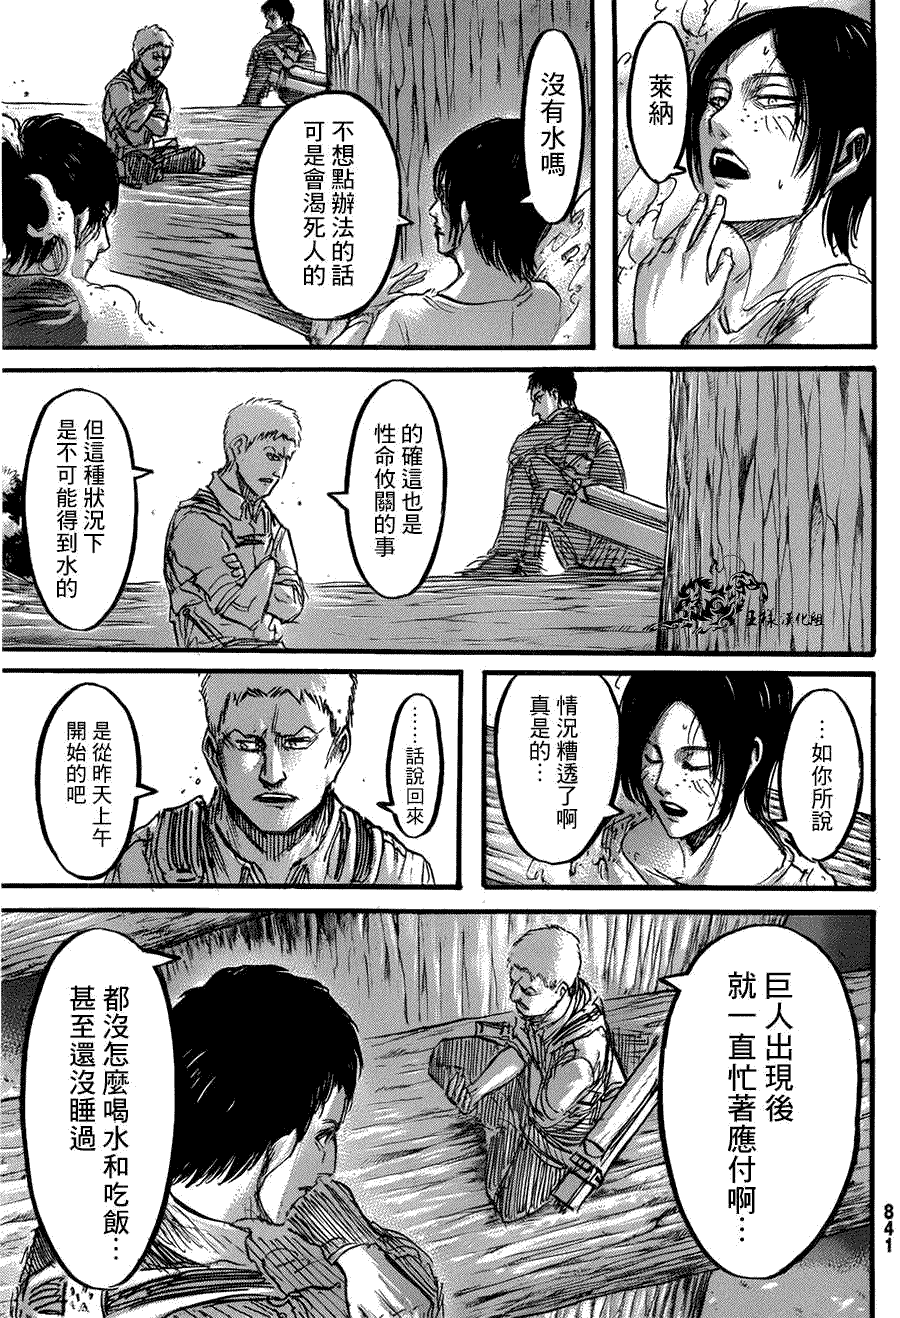 萊納
沒有水嗎
不想點辦法的話
可是會渴死人的
的確這也是
性命攸關的事
但這種狀況下
是不可能得到水的
…如你所說
情況糟透了啊
真是的…
……話說回來
是從昨天上午
開始的吧
巨人出現後
就一直忙著應付啊…
都沒怎麼喝水和吃飯…
甚至還沒睡過
841